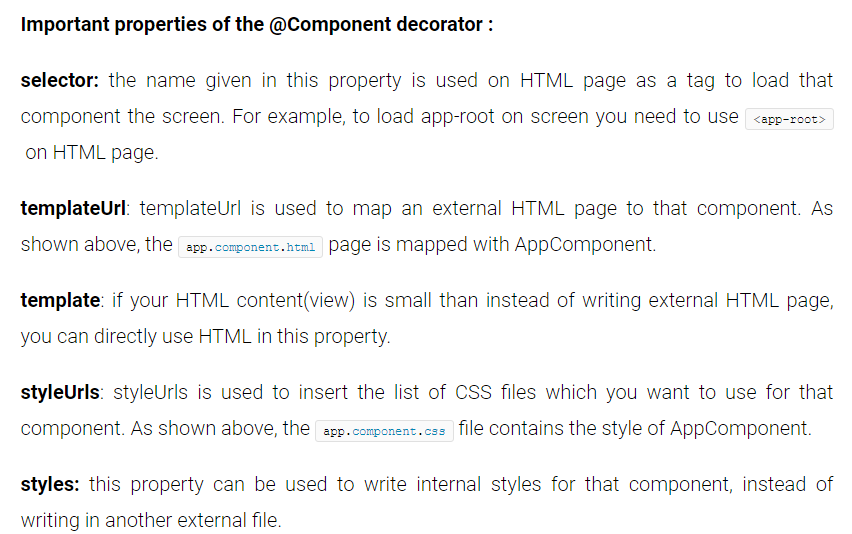 Important properties of the @Component decorator :
selector: the name given in this property is used on HTML page as a tag to load that
component the screen. For example, to load app-root on screen you need to use <app-root>
on HTML page.
templateUrl: templateUrl is used to map an external HTML page to that component. As
shown above, the app.component.html page is mapped with AppComponent.
template: if your HTML content(view) is small than instead of writing external HTML page,
you can directly use HTML in this property.
styleUrls: styleUrls is used to insert the list of CSS files which you want to use for that
component. As shown above, the app.component.css file contains the style of AppComponent.
styles: this property can be used to write internal styles for that component, instead of
writing in another external file.